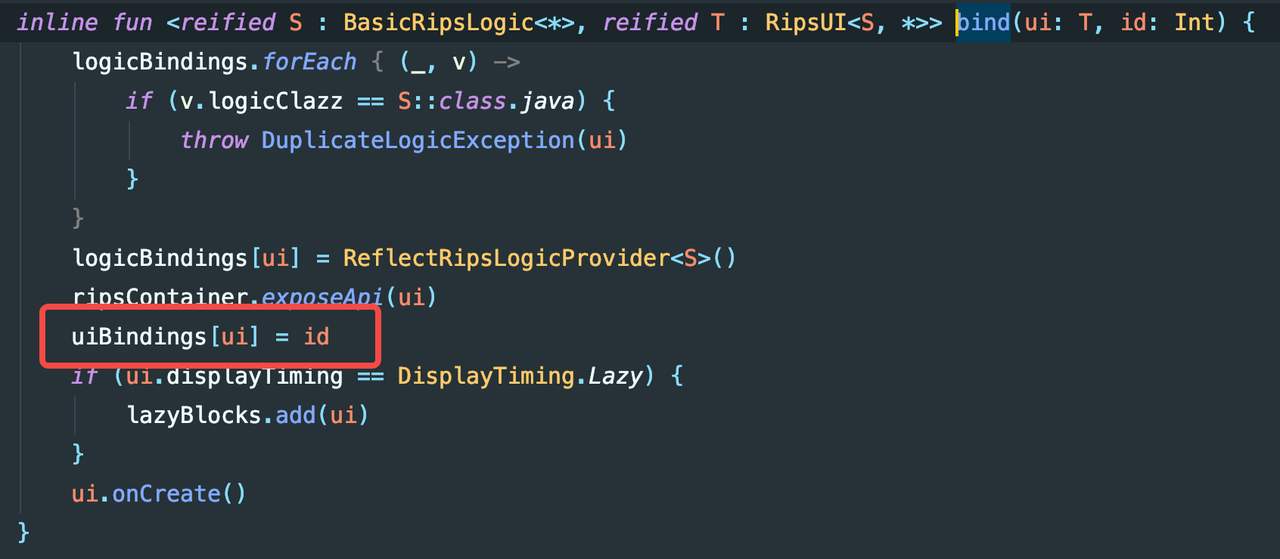 inline fun <reified S : BasicRipsLogic<*>, reified T : RipsUI<S, *>> bind(ui: T, id: Int) {
    logicBindings.forEach { (_, v) ->
        if (v.logicClazz == S::class.java) {
            throw DuplicateLogicException(ui)
        }
    }
    logicBindings[ui] = ReflectRipsLogicProvider<S>()
    ripsContainer.exposeApi(ui)
    uiBindings[ui] = id
    if (ui.displayTiming == DisplayTiming.Lazy) {
        lazyBlocks.add(ui)
    }
    ui.onCreate()
}